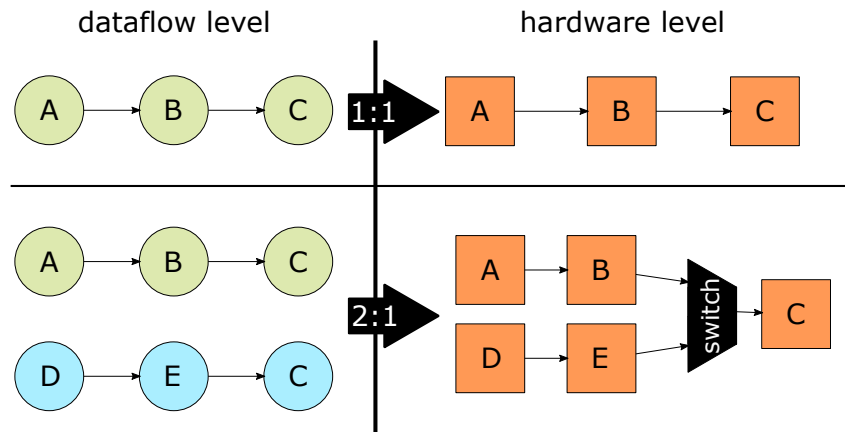 dataflow level
hardware level
A B C 1:1 A B C
A B C
A B
2:1
switch
C
D E C
D E